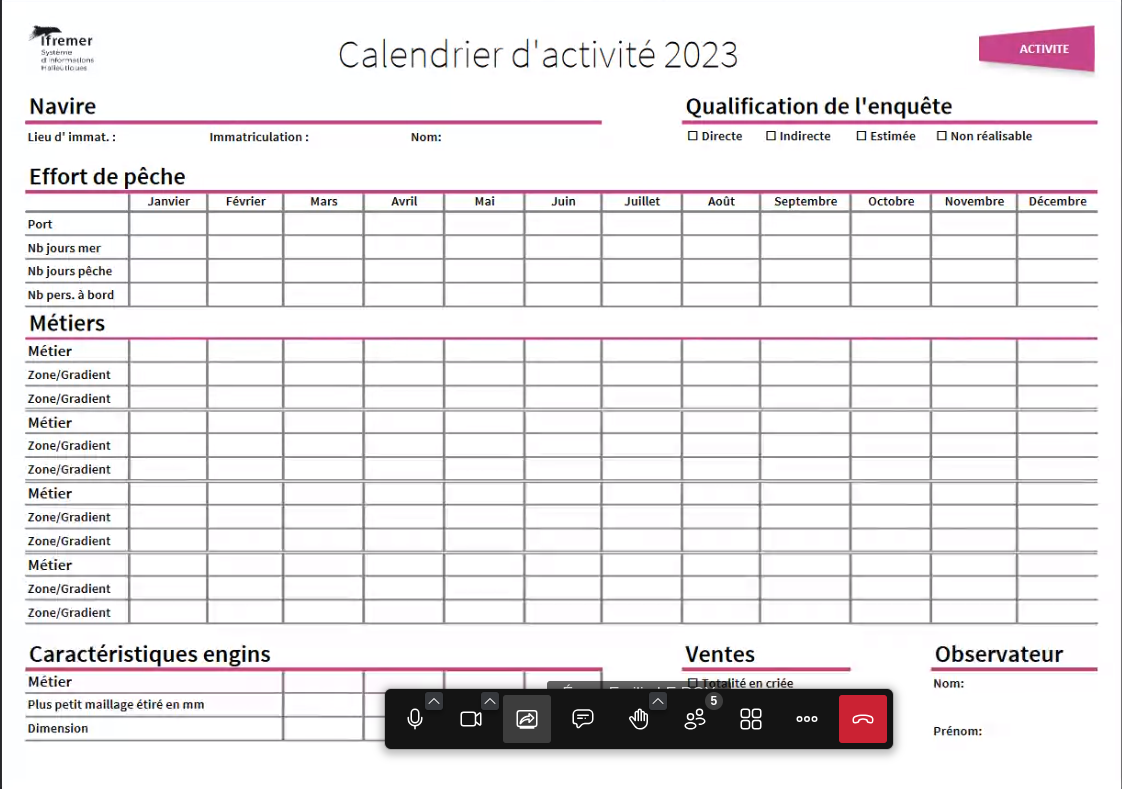 Ifremer
Système
d'Informations
Halieutiques
Calendrier d'activité 2023
ACTIVITE
Navire
Qualification de l'enquête
Lieu d' immat. : Immatriculation : Nom:
☐ Directe ☐ Indirecte ☐ Estimée ☐ Non réalisable
Effort de pêche
Janvier Février Mars Avril Mai Juin Juillet Août Septembre Octobre Novembre Décembre
Port
Nb jours mer
Nb jours pêche
Nb pers. à bord
Métiers
Métier
Zone/Gradient
Zone/Gradient
Métier
Zone/Gradient
Zone/Gradient
Métier
Zone/Gradient
Zone/Gradient
Métier
Zone/Gradient
Zone/Gradient
Caractéristiques engins
Ventes
Observateur
Métier
☐ Totalité en criée
Nom:
Plus petit maillage étiré en mm
5
Dimension
Prénom: